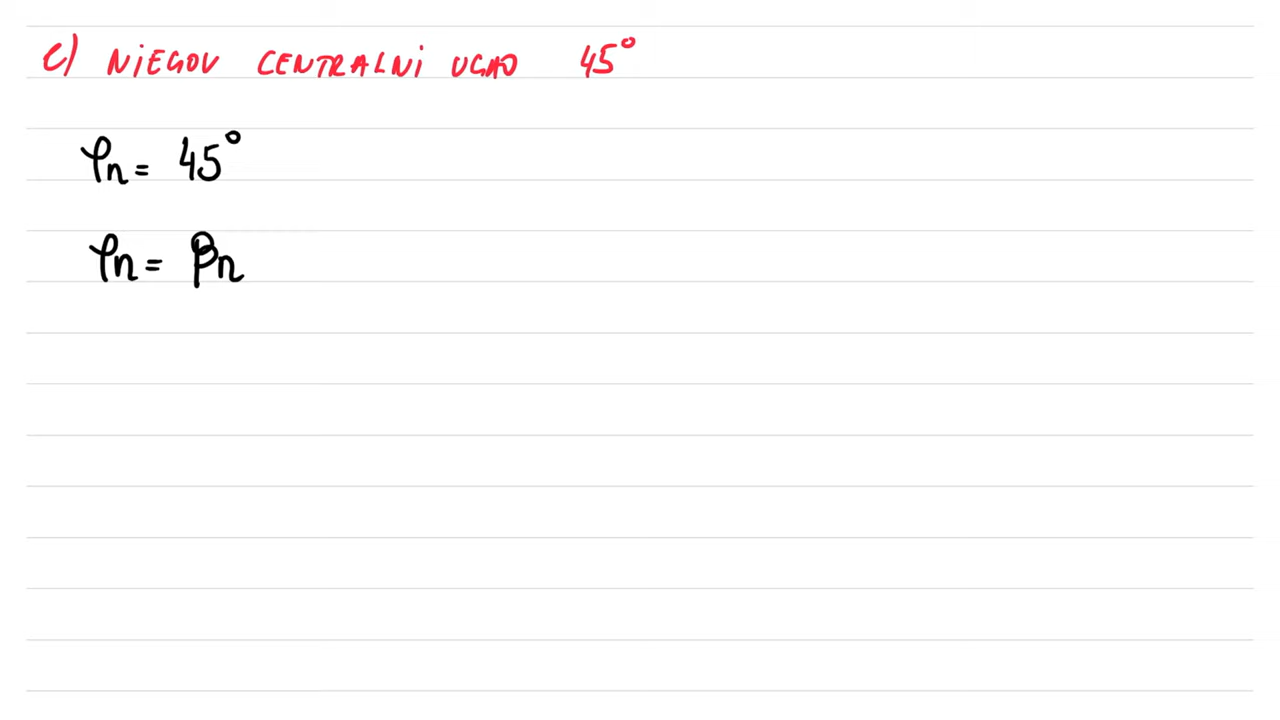 e) NJEGOV CENTRALNI UGAO 45°
φn = 45°
φn = βn